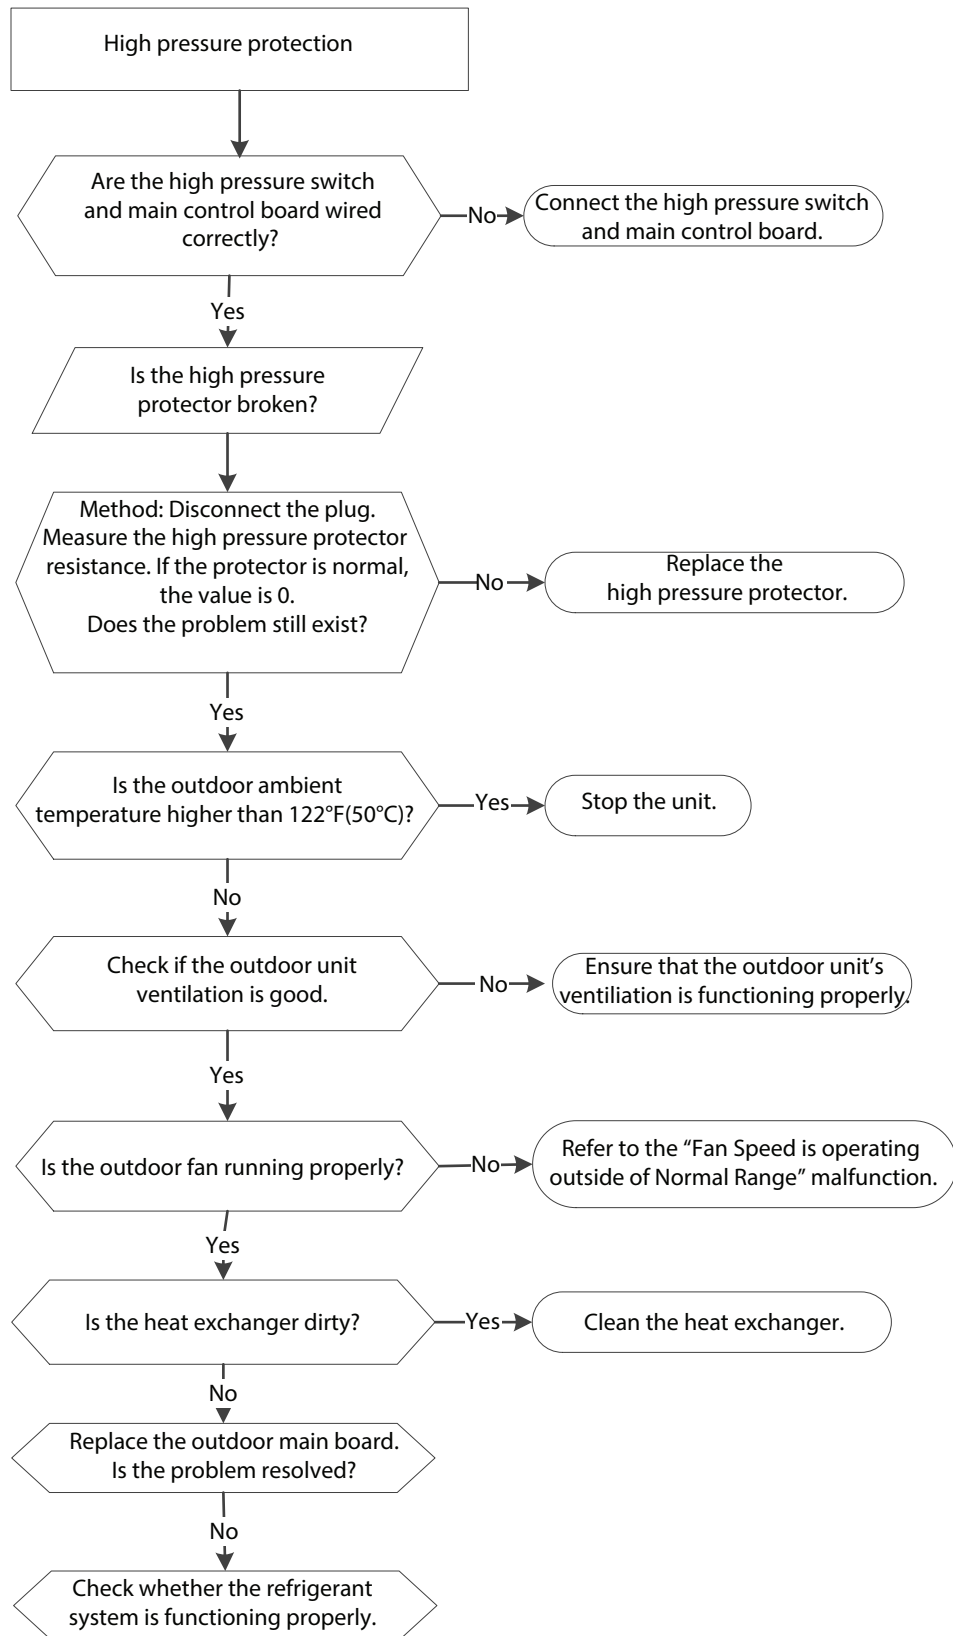 High pressure protection
Are the high pressure switch
and main control board wired
correctly?
No
Connect the high pressure switch
and main control board.
Yes
Is the high pressure
protector broken?
Method: Disconnect the plug.
Measure the high pressure protector
resistance. If the protector is normal,
the value is 0.
Does the problem still exist?
No
Replace the
high pressure protector.
Yes
Is the outdoor ambient
temperature higher than 122°F(50°C)?
Yes
Stop the unit.
No
Check if the outdoor unit
ventilation is good.
No
Ensure that the outdoor unit’s
ventiliation is functioning properly.
Yes
Is the outdoor fan running properly?
No
Refer to the “Fan Speed is operating
outside of Normal Range” malfunction.
Yes
Is the heat exchanger dirty?
Yes
Clean the heat exchanger.
No
Replace the outdoor main board.
Is the problem resolved?
No
Check whether the refrigerant
system is functioning properly.